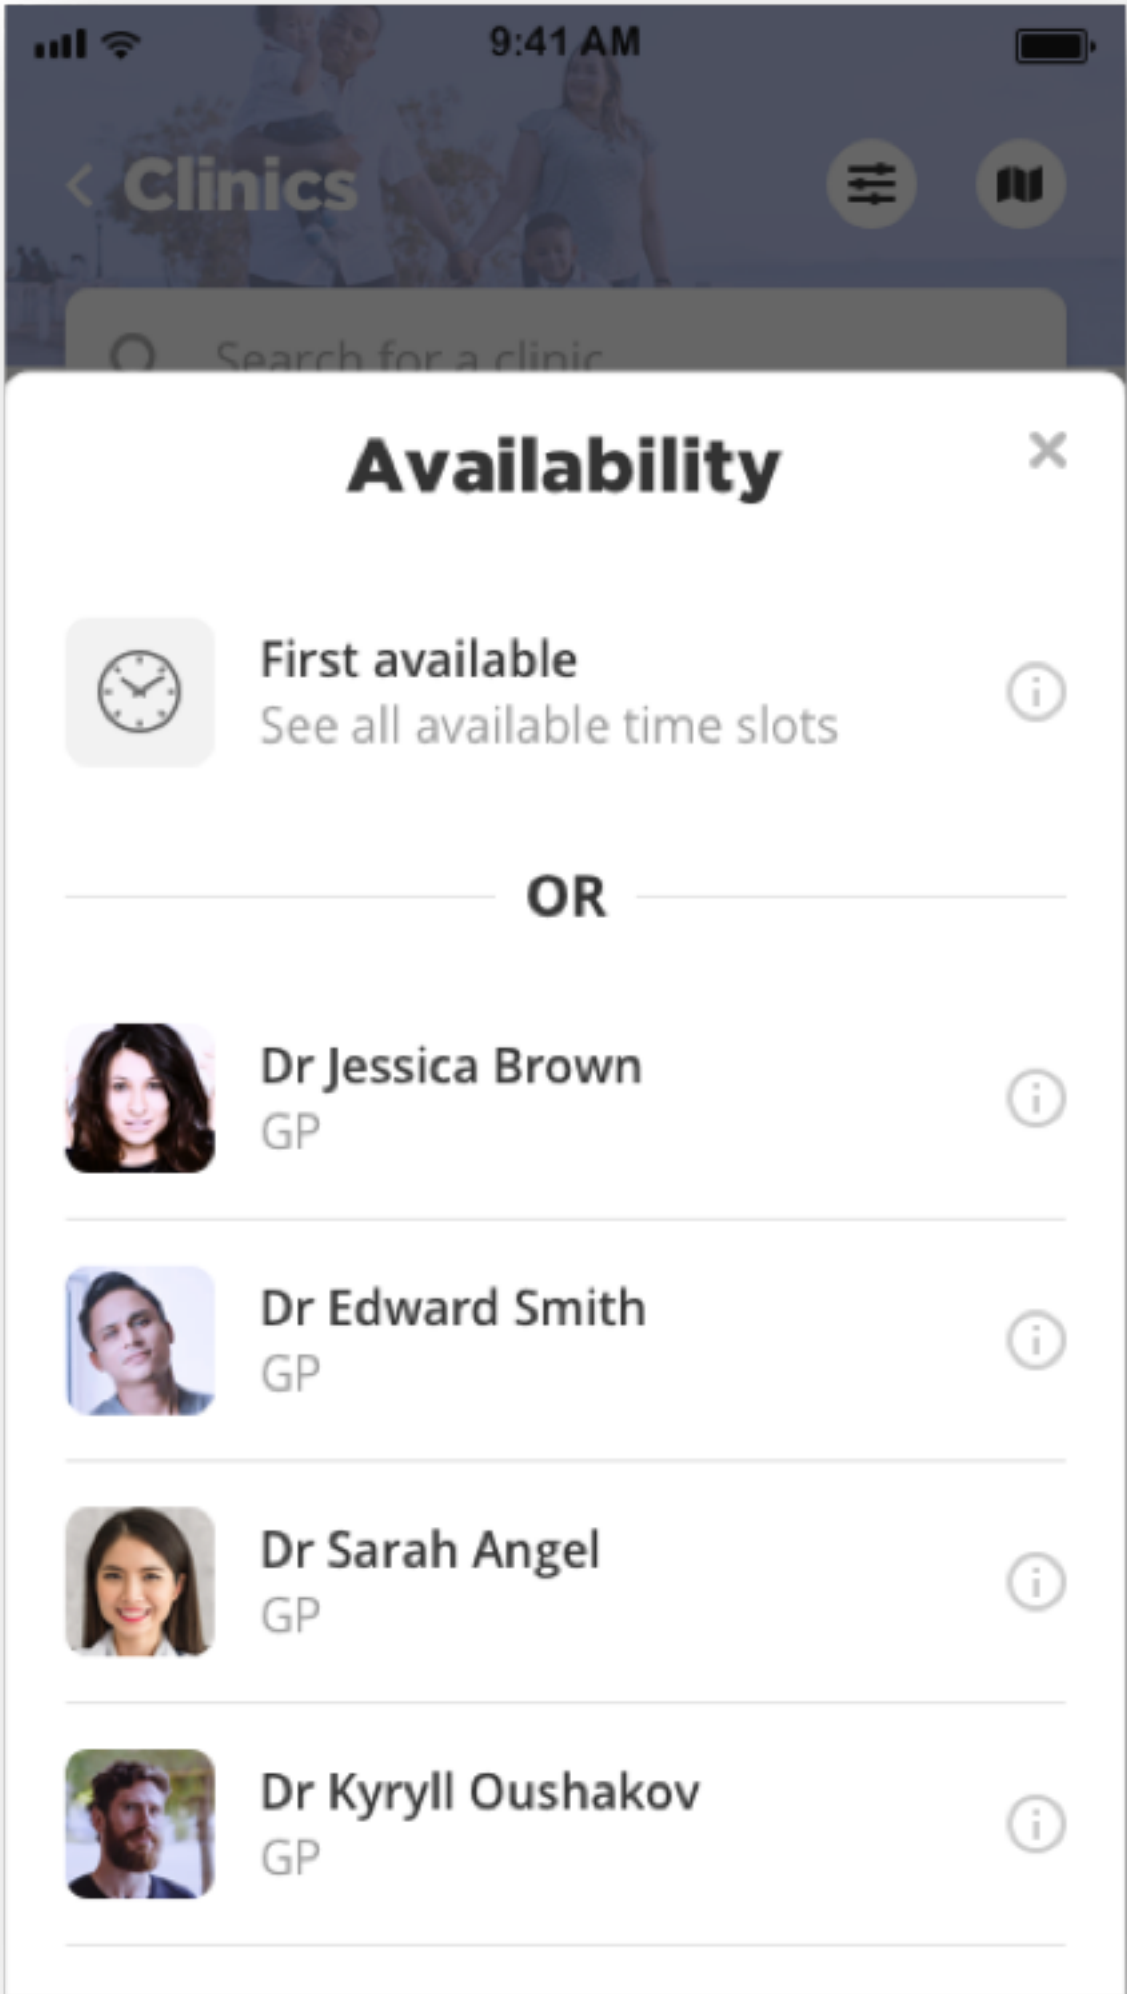 9:41 AM
Clinics
Search for a clinic
Availability
First available
See all available time slots
OR
Dr Jessica Brown
GP
Dr Edward Smith
GP
Dr Sarah Angel
GP
Dr Kyryll Oushakov
GP